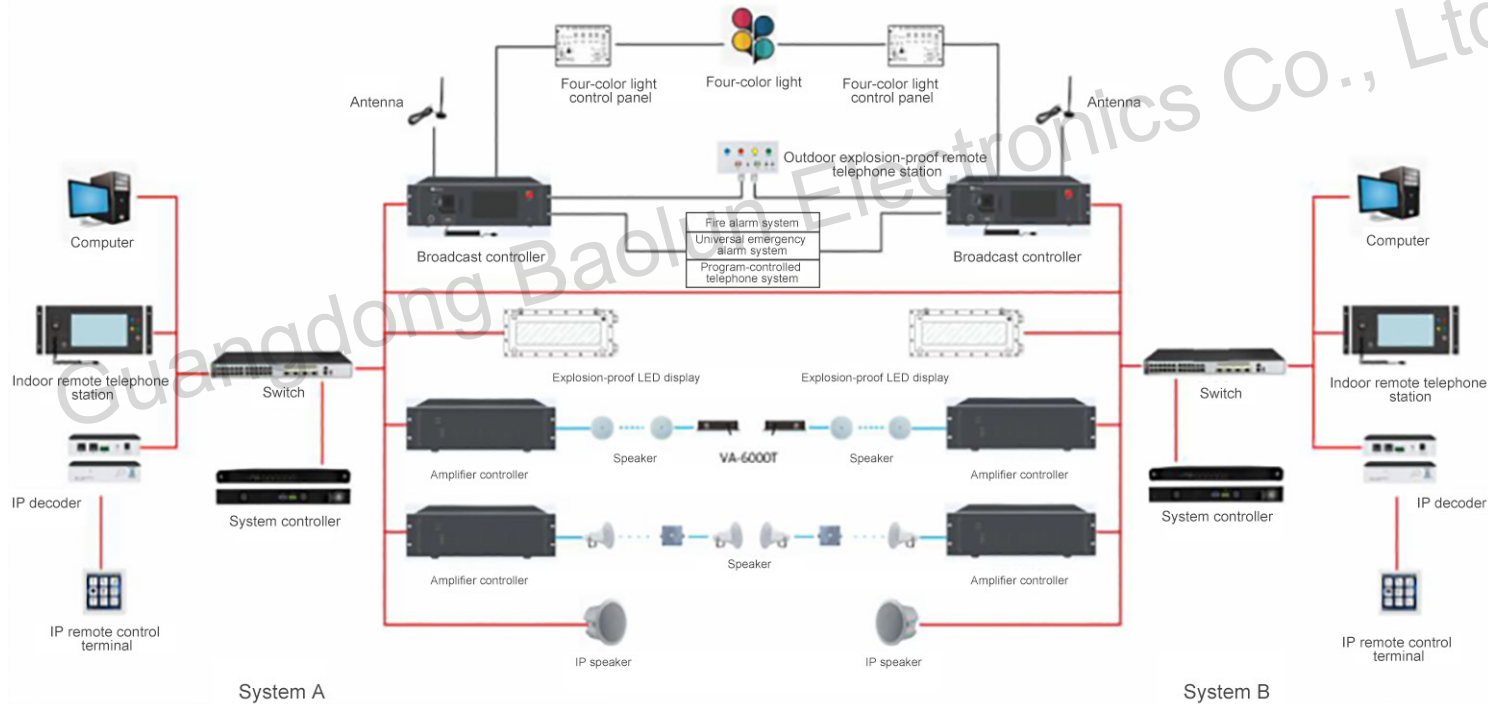 Guangdong Baolun Electronics Co., Ltd
Four-color light
control panel
Four-color light
Four-color light
control panel
Antenna
Antenna
Outdoor explosion-proof remote
telephone station
Computer
Broadcast controller
Fire alarm system
Universal emergency
alarm system
Program-controlled
telephone system
Broadcast controller
Computer
Indoor remote telephone
station
Switch
Explosion-proof LED display
Explosion-proof LED display
Switch
Indoor remote telephone
station
Amplifier controller
Speaker
VA-6000T
Speaker
Amplifier controller
IP decoder
System controller
System controller
IP decoder
Amplifier controller
Speaker
Amplifier controller
IP remote control
terminal
IP speaker
IP speaker
IP remote control
terminal
System A
System B